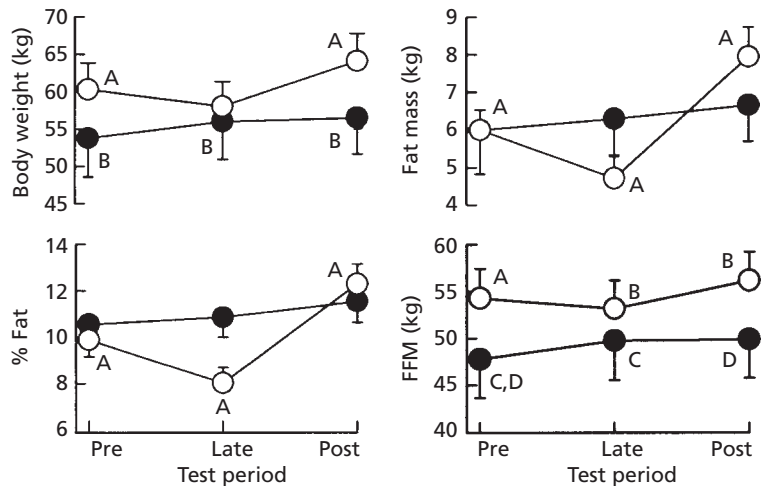 Body weight (kg)
70
65
60
55
50
45
A
A
B
B
B
Fat mass (kg)
9
8
7
6
5
4
A
A
A
% Fat
14
12
10
8
6
A
A
A
Pre
Late
Post
Test period
FFM (kg)
60
55
50
45
40
A
B
B
C,D
C
D
Pre
Late
Post
Test period